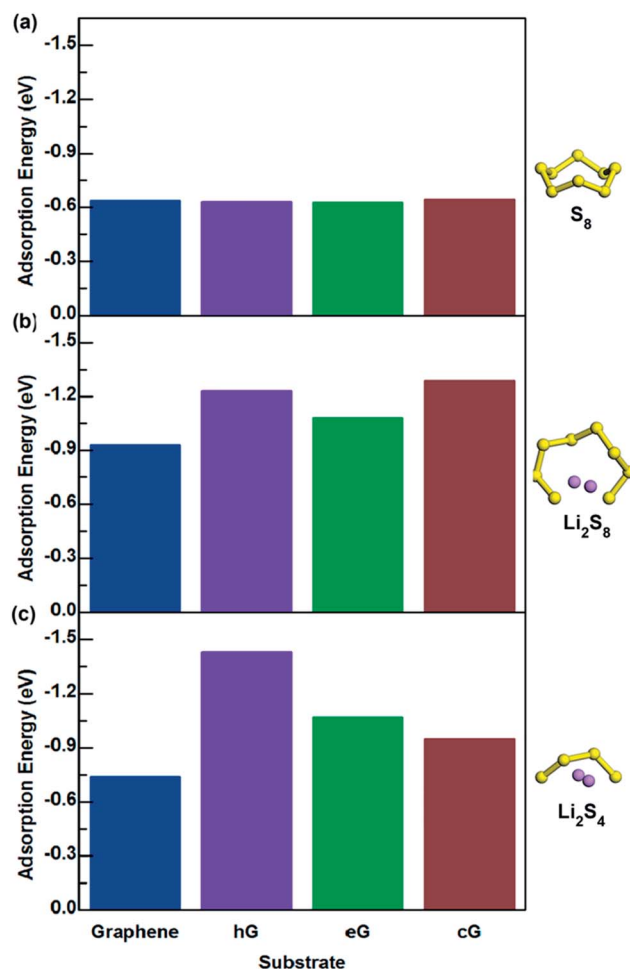 (a)
Adsorption Energy (eV)
-1.5
-1.2
-0.9
-0.6
-0.3
0.0
S8
(b)
Adsorption Energy (eV)
-1.5
-1.2
-0.9
-0.6
-0.3
0.0
Li2S8
(c)
Adsorption Energy (eV)
-1.5
-1.2
-0.9
-0.6
-0.3
0.0
Li2S4
Graphene hG eG cG
Substrate